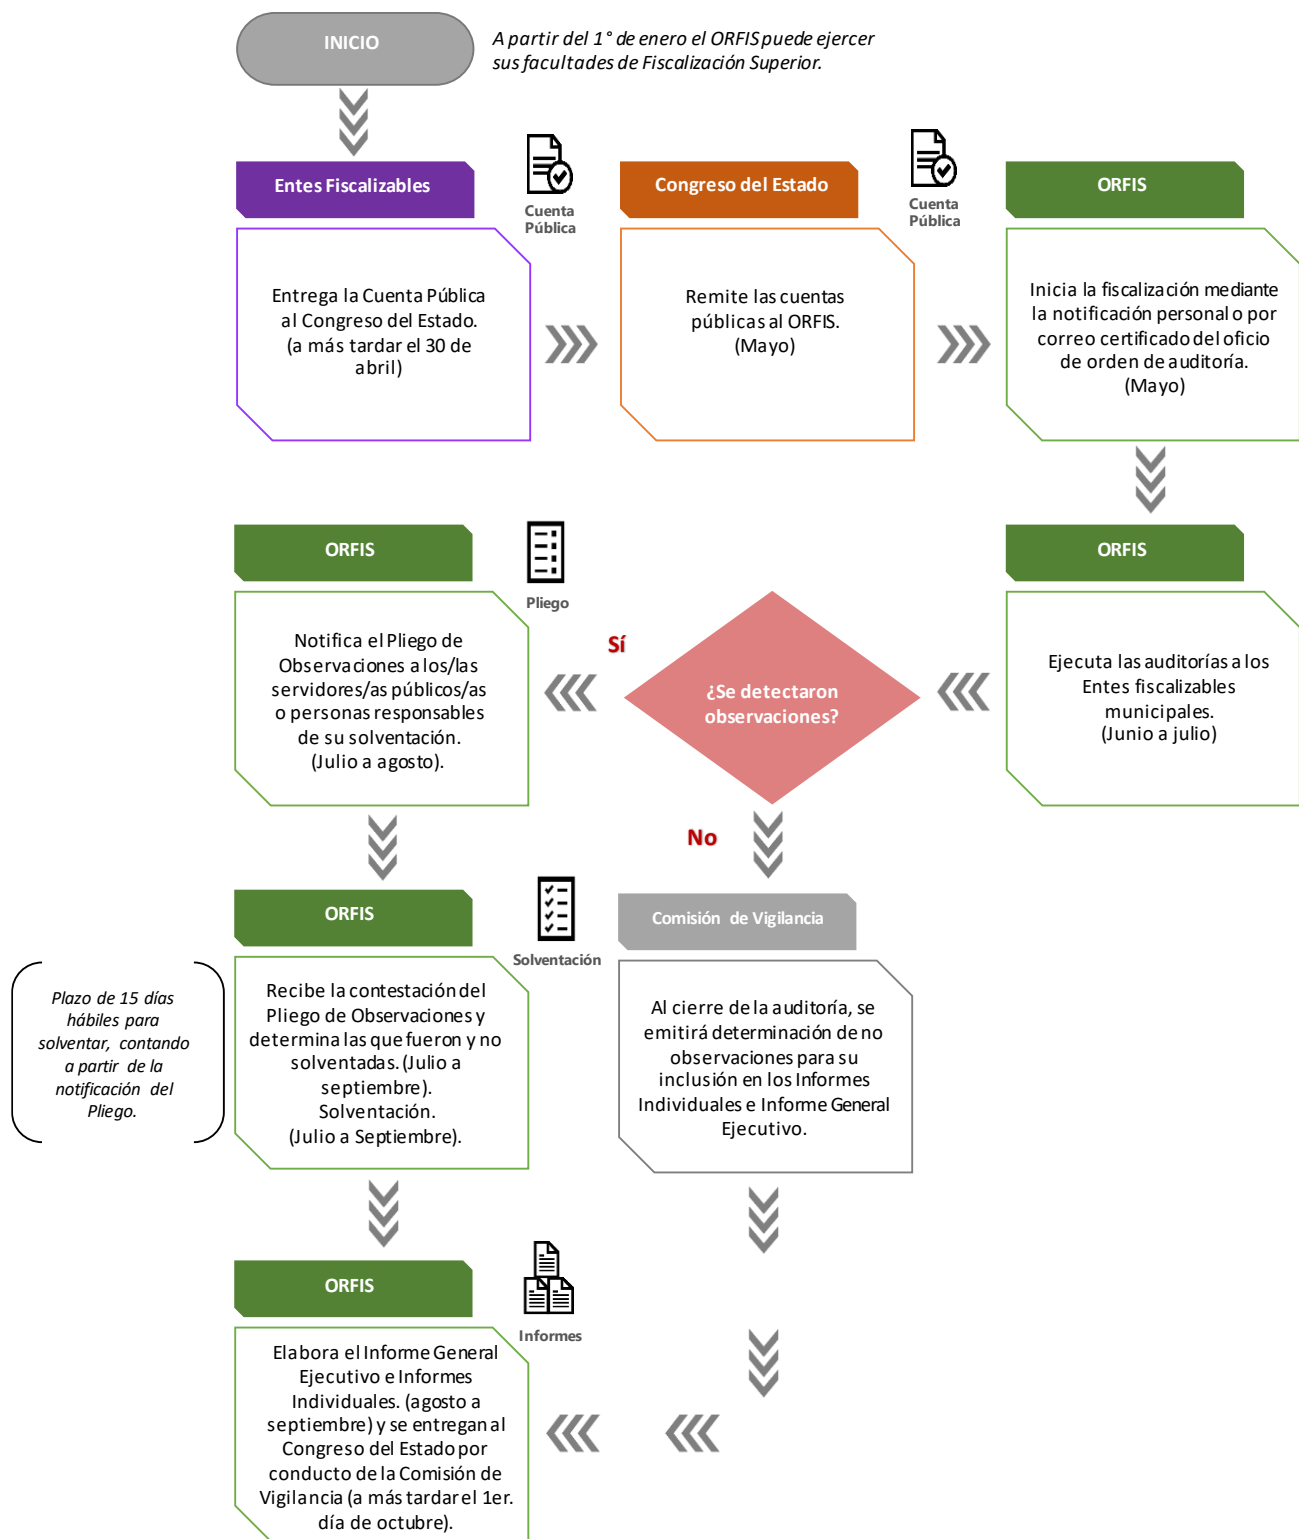 INICIO
A partir del 1° de enero el ORFIS puede ejercer
sus facultades de Fiscalización Superior.
Entes Fiscalizables
Cuenta
Pública
Congreso del Estado
Cuenta
Pública
ORFIS
Entrega la Cuenta Pública
al Congreso del Estado.
(a más tardar el 30 de
abril)
Remite las cuentas
públicas al ORFIS.
(Mayo)
Inicia la fiscalización mediante
la notificación personal o por
correo certificado del oficio
de orden de auditoría.
(Mayo)
ORFIS
Ejecuta las auditorías a los
Entes fiscalizables
municipales.
(Junio a julio)
¿Se detectaron
observaciones?
Sí
Pliego
ORFIS
Notifica el Pliego de
Observaciones a los/las
servidores/as públicos/as
o personas responsables
de su solventación.
(Julio a agosto).
No
ORFIS
Solventación
Plazo de 15 días
hábiles para
solventar, contando
a partir de la
notificación del
Pliego.
Recibe la contestación del
Pliego de Observaciones y
determina las que fueron y no
solventadas. (Julio a
septiembre).
Solventación.
(Julio a Septiembre).
Comisión de Vigilancia
Al cierre de la auditoría, se
emitirá determinación de no
observaciones para su
inclusión en los Informes
Individuales e Informe General
Ejecutivo.
ORFIS
Informes
Elabora el Informe General
Ejecutivo e Informes
Individuales. (agosto a
septiembre) y se entregan al
Congreso del Estado por
conducto de la Comisión de
Vigilancia (a más tardar el 1er.
día de octubre).